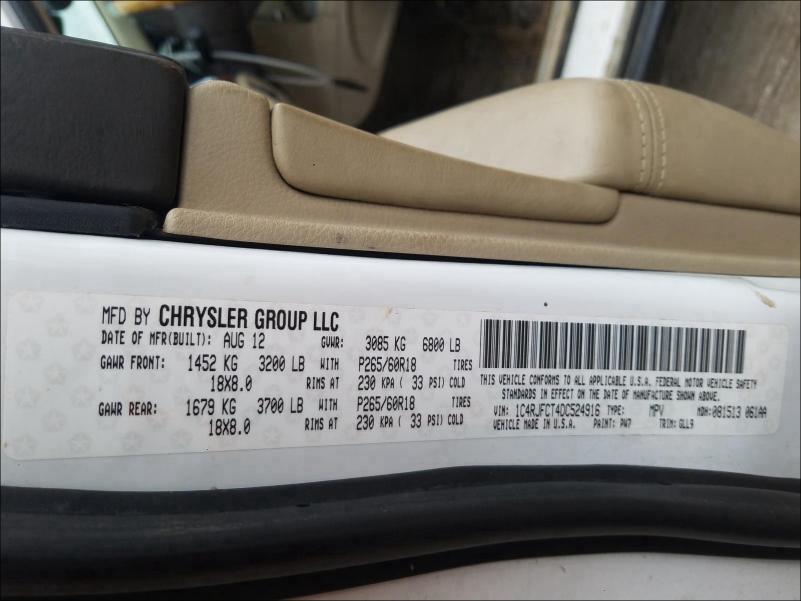 MFD BY CHRYSLER GROUP LLC
DATE OF MFR(BUILT): AUG 12 GVWR: 3085 KG 6800 LB
GAWR FRONT: 1452 KG 3200 LB WITH P265/60R18 TIRES
18X8.0 RIMS AT 230 KPA ( 33 PSI) COLD
GAWR REAR: 1679 KG 3700 LB WITH P265/60R18 TIRES
18X8.0 RIMS AT 230 KPA ( 33 PSI) COLD
THIS VEHICLE CONFORMS TO ALL APPLICABLE U.S.A. FEDERAL MOTOR VEHICLE SAFETY
STANDARDS IN EFFECT ON THE DATE OF MANUFACTURE SHOWN ABOVE.
VIN: 1C4RJFCT4DC524916 TYPE: MPV MDH: 081513 061AA
VEHICLE MADE IN U.S.A. PAINT: PW7 TRIM: GLL9